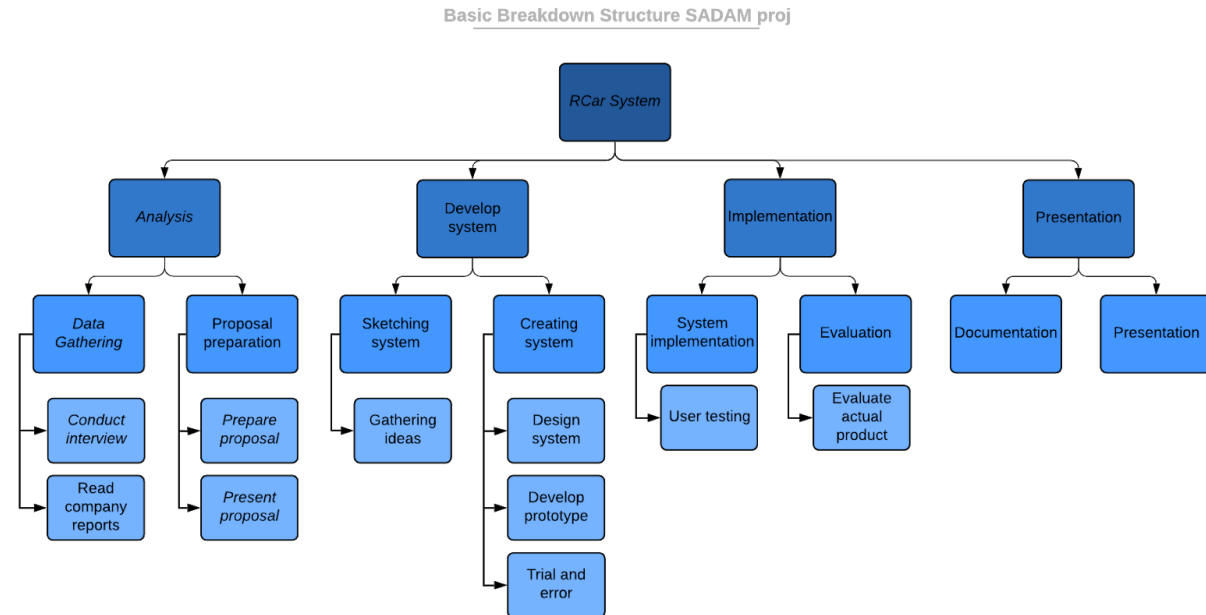 Basic Breakdown Structure SADAM proj
RCar System
Analysis
Develop
system
Implementation
Presentation
Data
Gathering
Proposal
preparation
Sketching
system
Creating
system
System
implementation
Evaluation
Documentation
Presentation
Conduct
interview
Prepare
proposal
Gathering
ideas
Design
system
User testing
Evaluate
actual
product
Read
company
reports
Present
proposal
Develop
prototype
Trial and
error